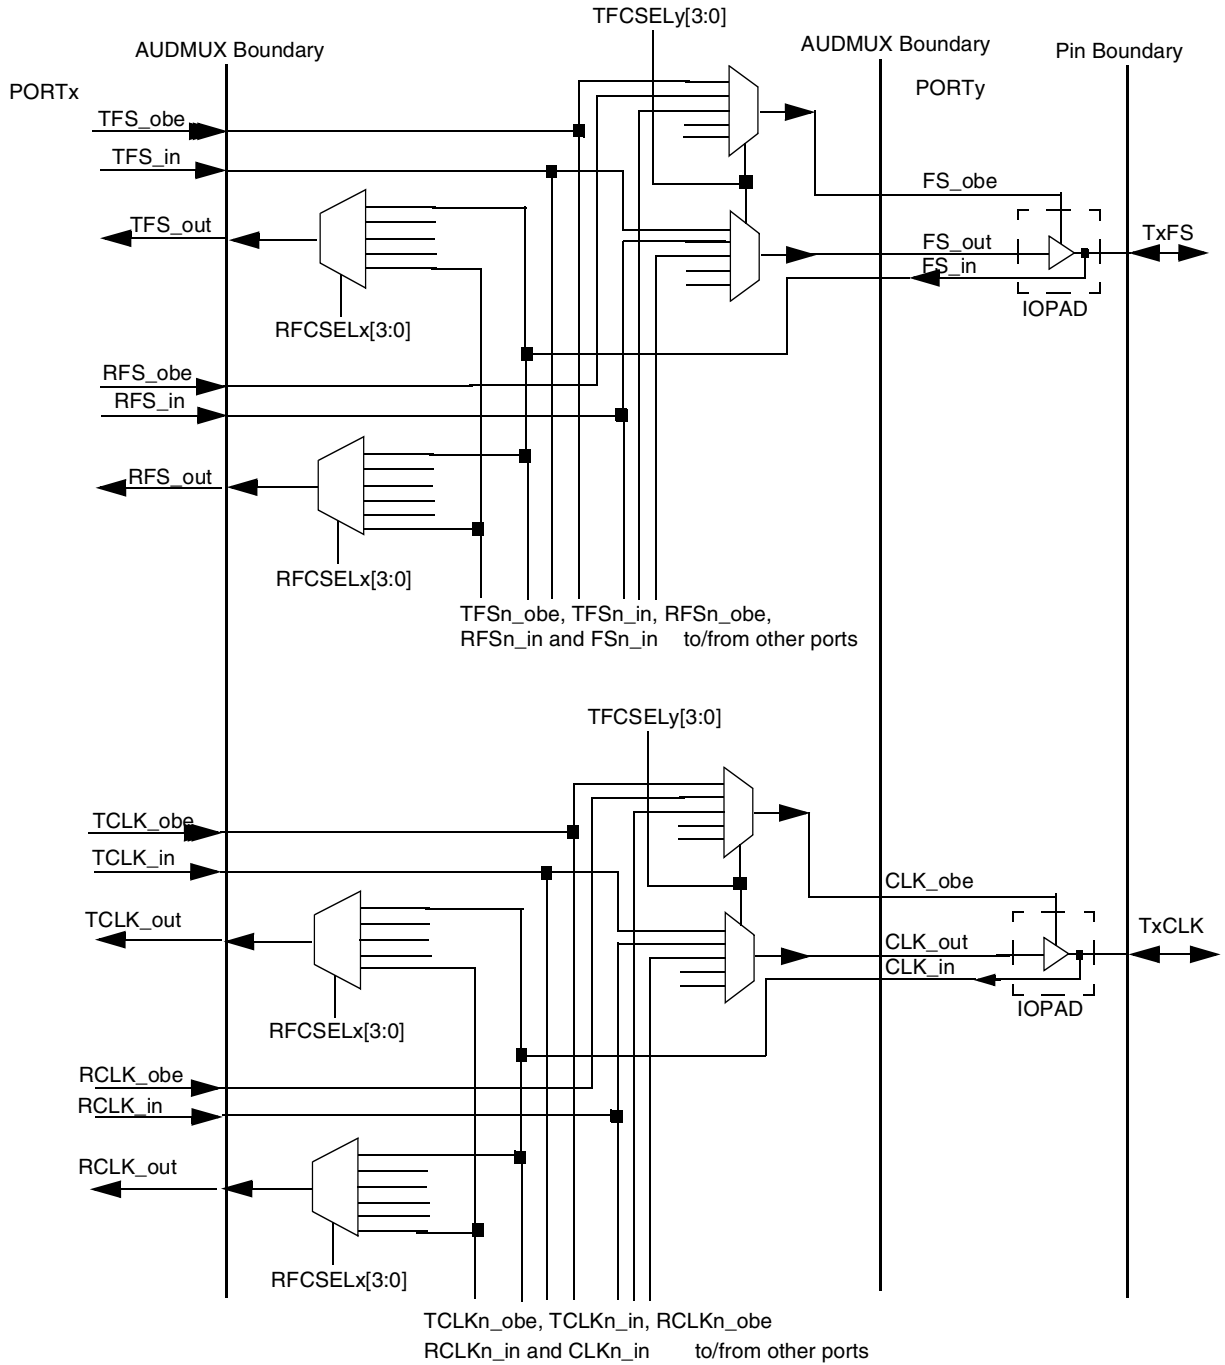 TFCSELy[3:0]
AUDMUX Boundary
AUDMUX Boundary
Pin Boundary
PORTx
PORTy
TFS_obe
TFS_in
FS_obe
TFS_out
TxFS
FS_out
FS_in
IOPAD
RFCSELx[3:0]
RFS_obe
RFS_in
RFS_out
RFCSELx[3:0]
TFSn_obe, TFSn_in, RFSn_obe,
RFSn_in and FSn_in to/from other ports
TFCSELy[3:0]
TCLK_obe
TCLK_in
CLK_obe
TCLK_out
TxCLK
CLK_out
CLK_in
IOPAD
RFCSELx[3:0]
RCLK_obe
RCLK_in
RCLK_out
RFCSELx[3:0]
TCLKn_obe, TCLKn_in, RCLKn_obe
RCLKn_in and CLKn_in to/from other ports